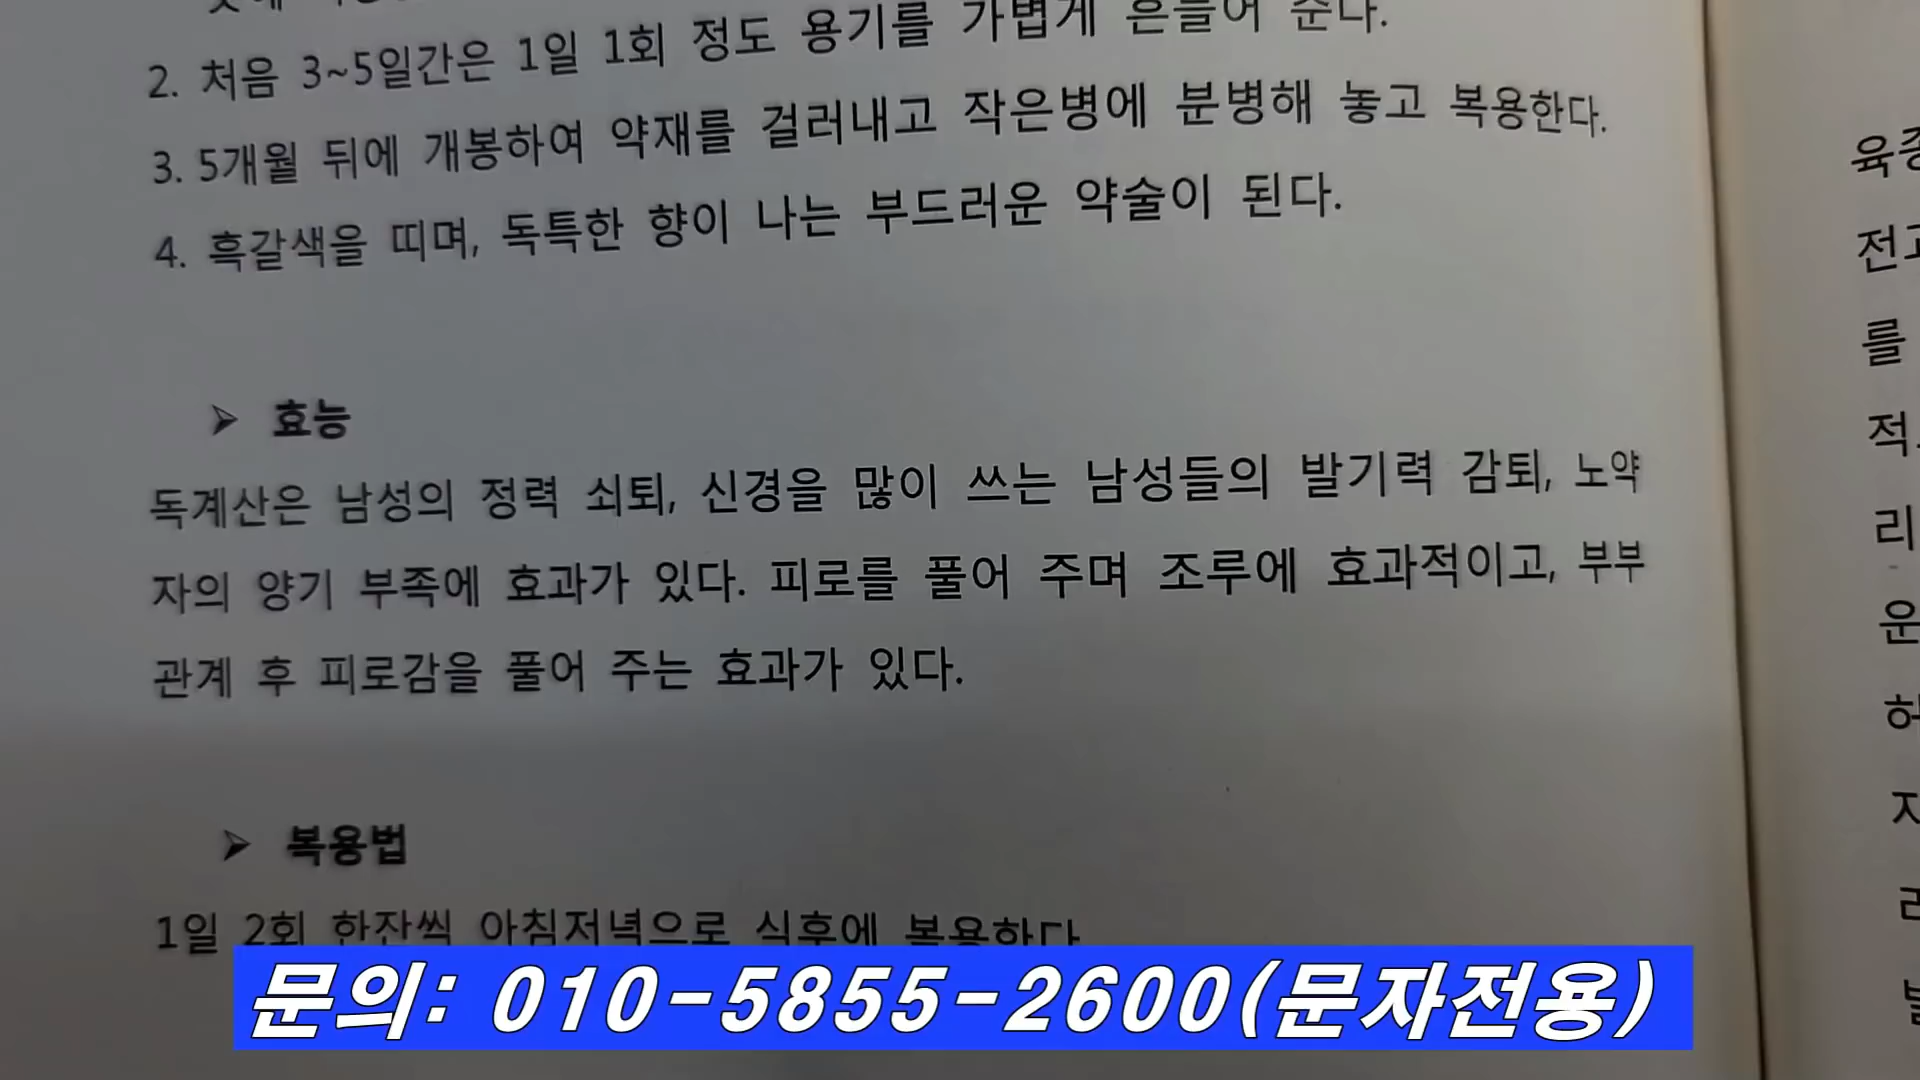 2. 처음 3~5일간은 1일 1회 정도 용기를 가볍게 흔들어 준다.
3. 5개월 뒤에 개봉하여 약재를 걸러내고 작은병에 분병해 놓고 복용한다.
4. 흑갈색을 띠며, 독특한 향이 나는 부드러운 약술이 된다.
➢ 효능
독계산은 남성의 정력 쇠퇴, 신경을 많이 쓰는 남성들의 발기력 감퇴, 노약
자의 양기 부족에 효과가 있다. 피로를 풀어 주며 조루에 효과적이고, 부부
관계 후 피로감을 풀어 주는 효과가 있다.
➢ 복용법
1일 2회 한잔씩 아침저녁으로 식후에 복용한다
문의: 010-5855-2600(문자전용)
를
리
운